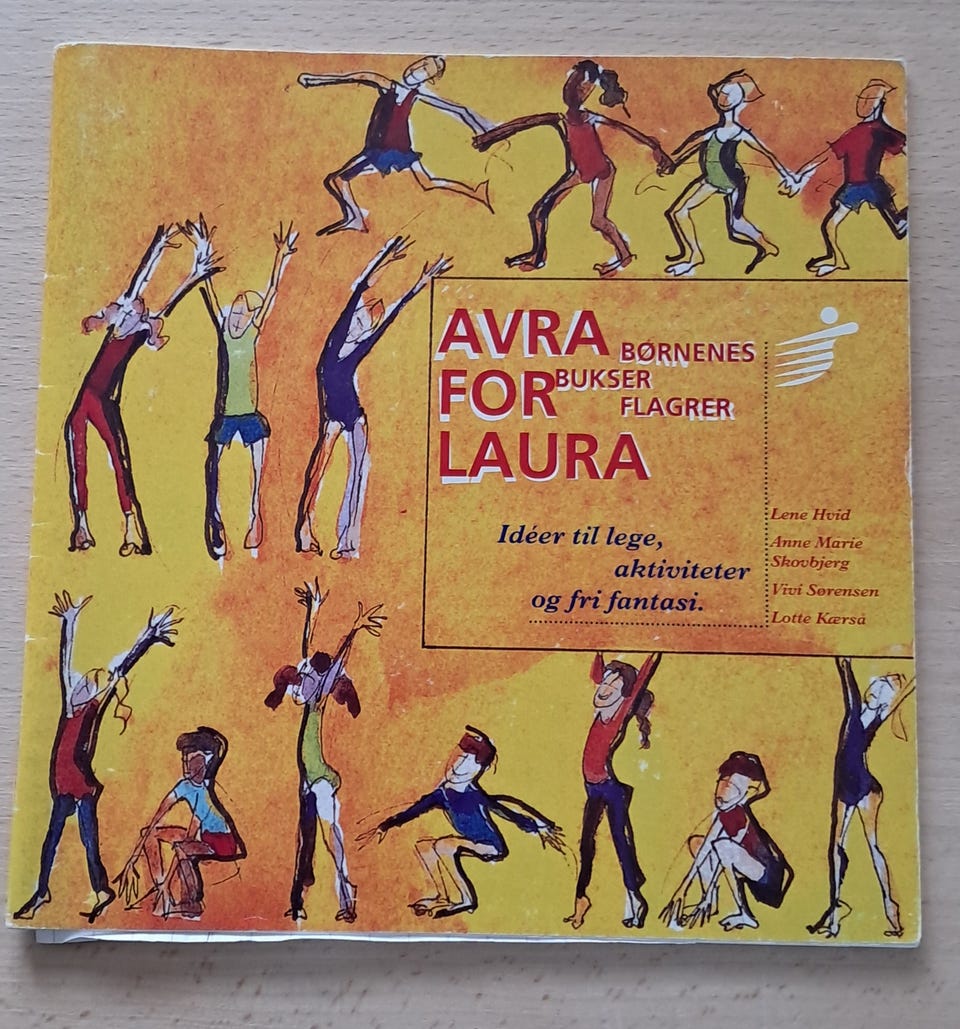 AVRA
FOR
LAURA
BØRNENES
BUKSER
FLAGRER
Idéer til lege,
aktiviteter
og fri fantasi.
Lene Hvid
Anne Marie
Skovbjerg
Vivi Sørensen
Lotte Kærså